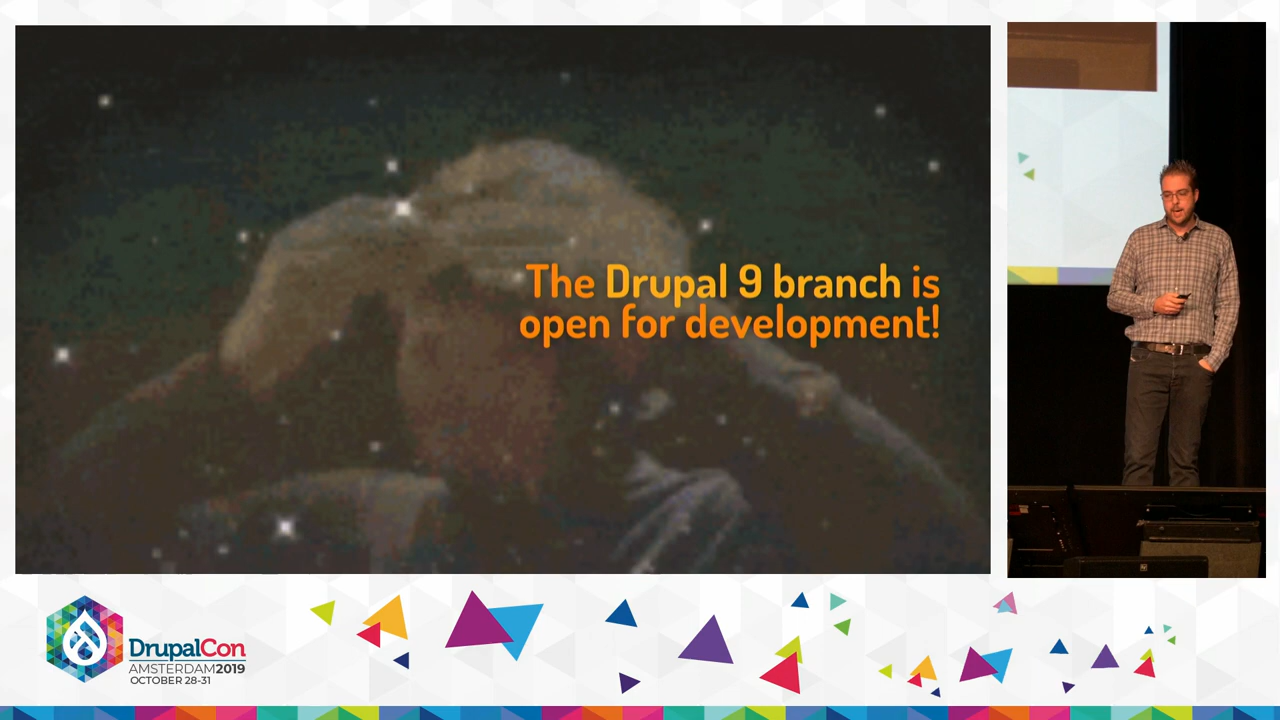 The Drupal 9 branch is
open for development!
DrupalCon
AMSTERDAM2019
OCTOBER 28-31